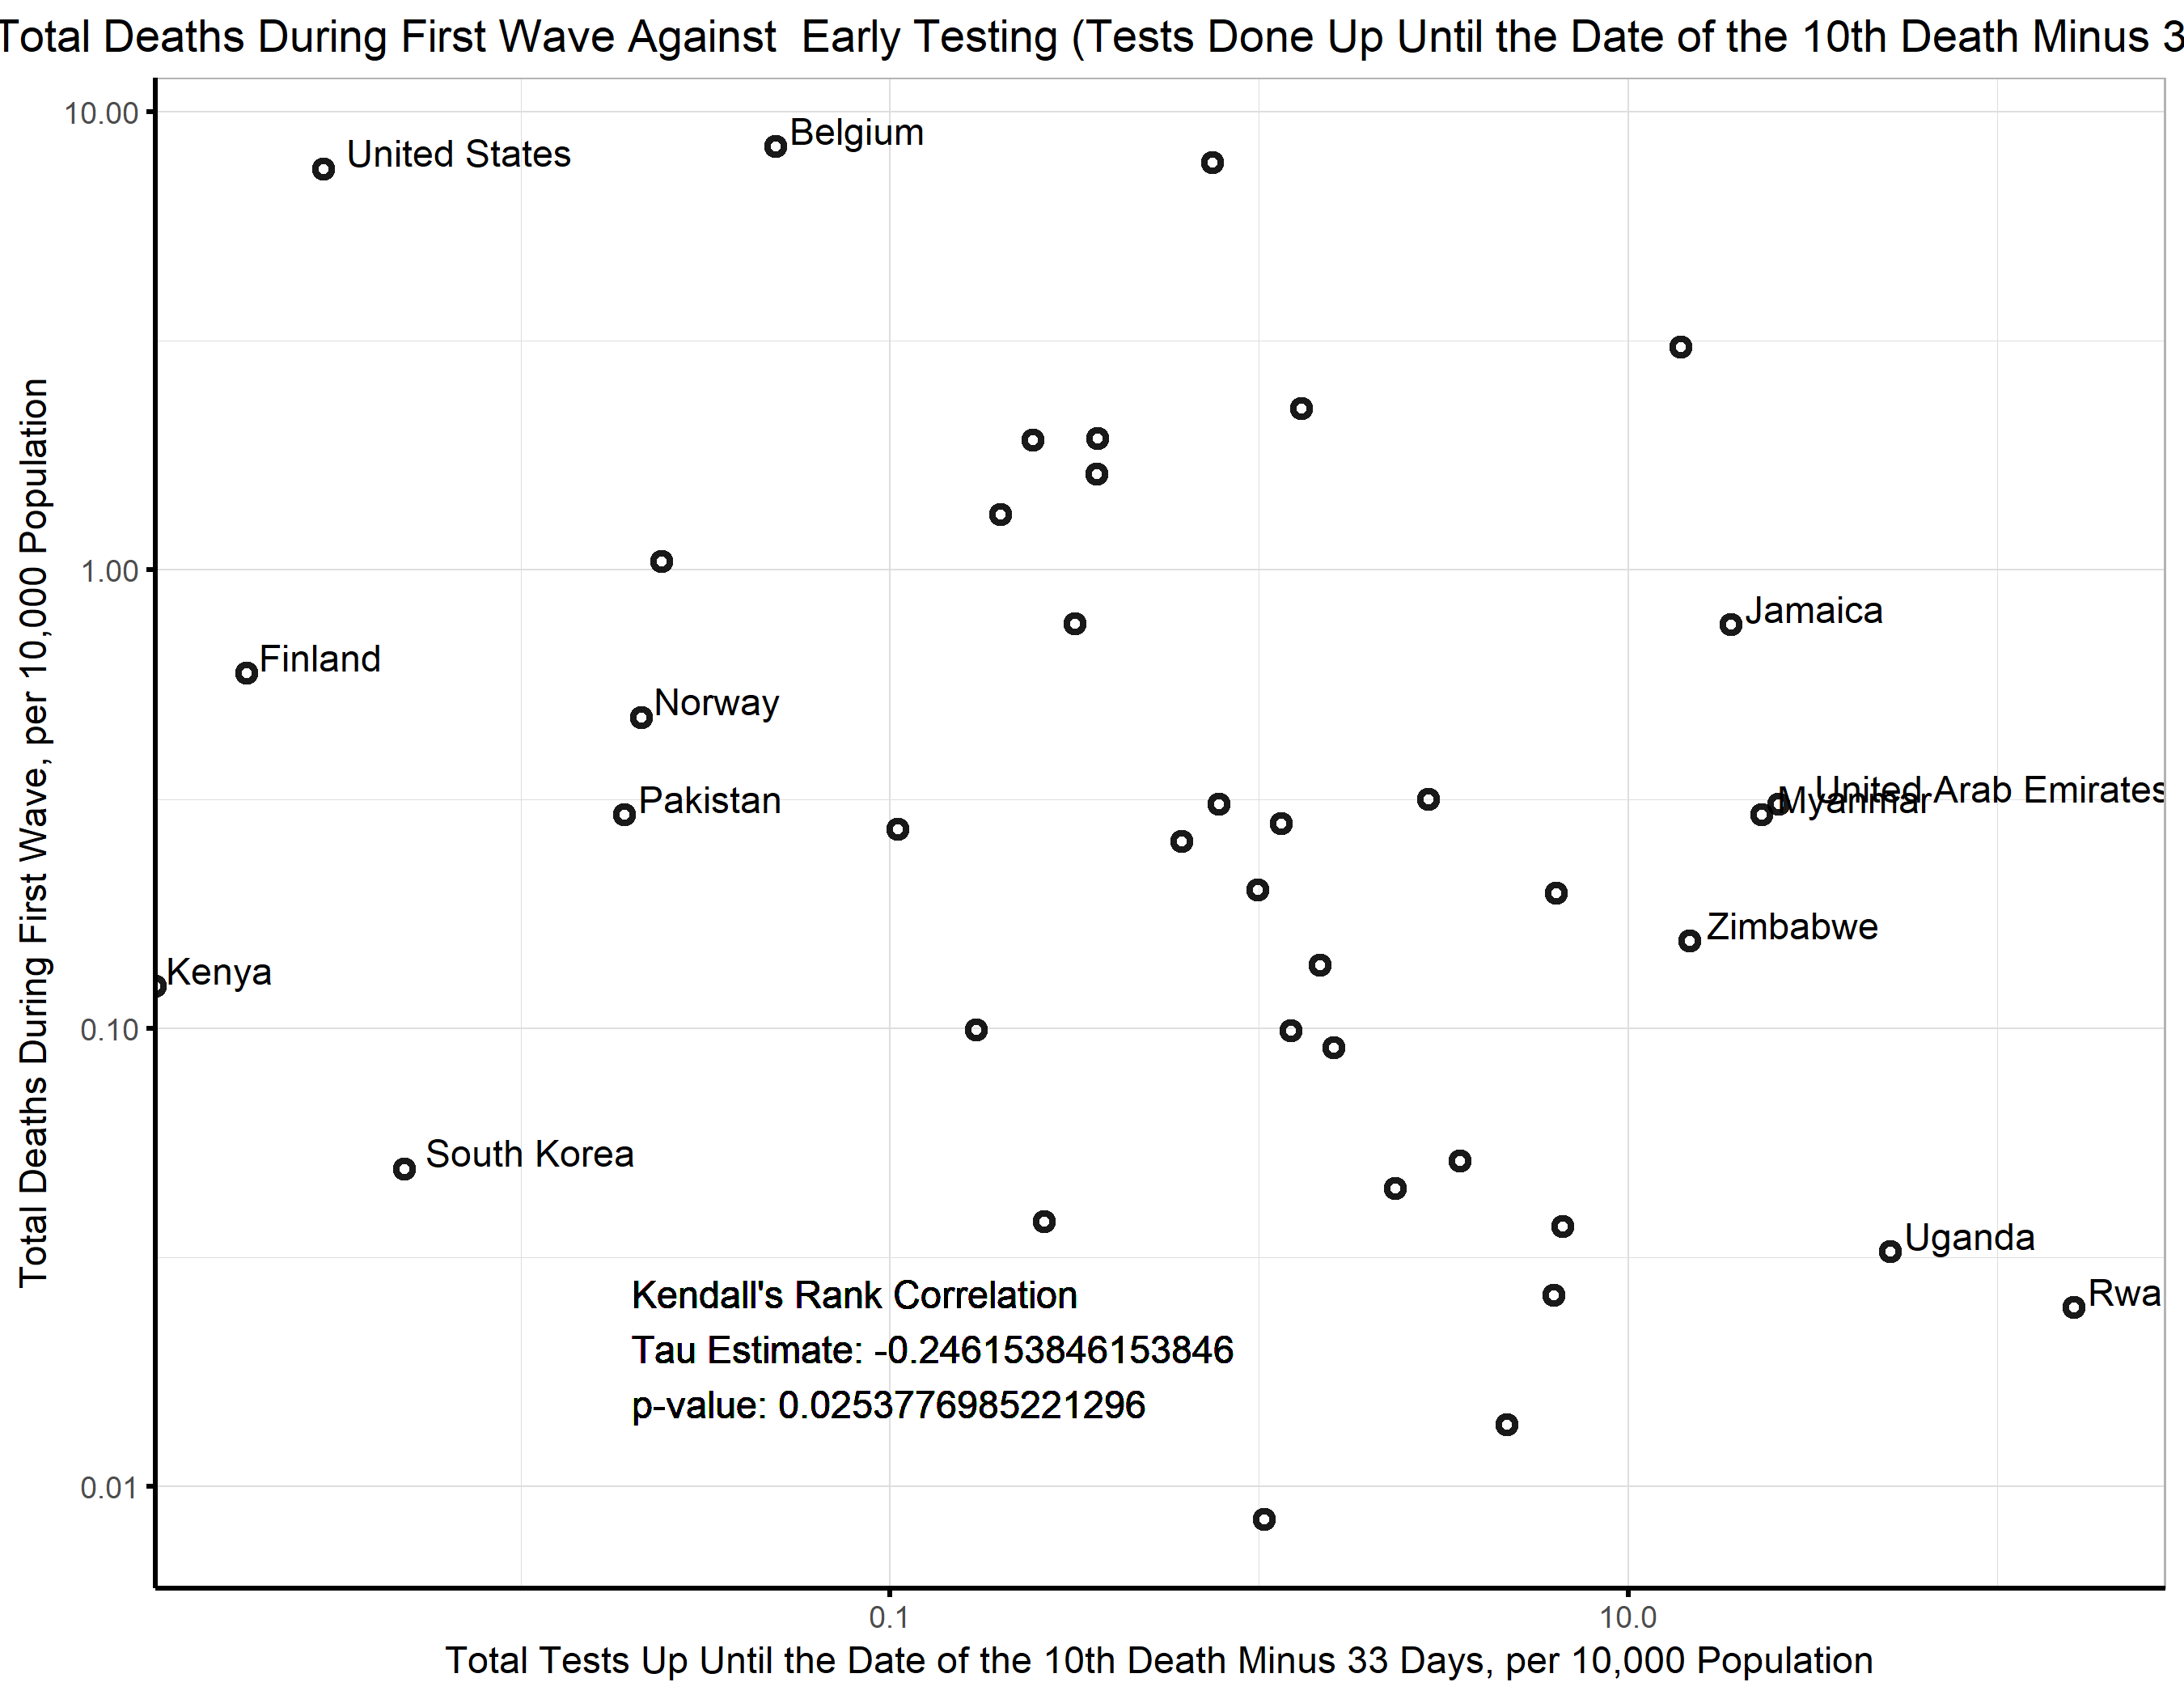 Total Deaths During First Wave Against  Early Testing (Tests Done Up Until the Date of the 10th Death Minus 3
10.00
Belgium
United States
1.00
Jamaica
Finland
Norway
United Arab Emirates
Pakistan
Myanmar
Zimbabwe
Kenya
0.10
South Korea
Uganda
Rwa
Kendall's Rank Correlation
Tau Estimate: -0.246153846153846
p-value: 0.0253776985221296
0.01
0.1
10.0
Total Tests Up Until the Date of the 10th Death Minus 33 Days, per 10,000 Population
Total Deaths During First Wave, per 10,000 Population